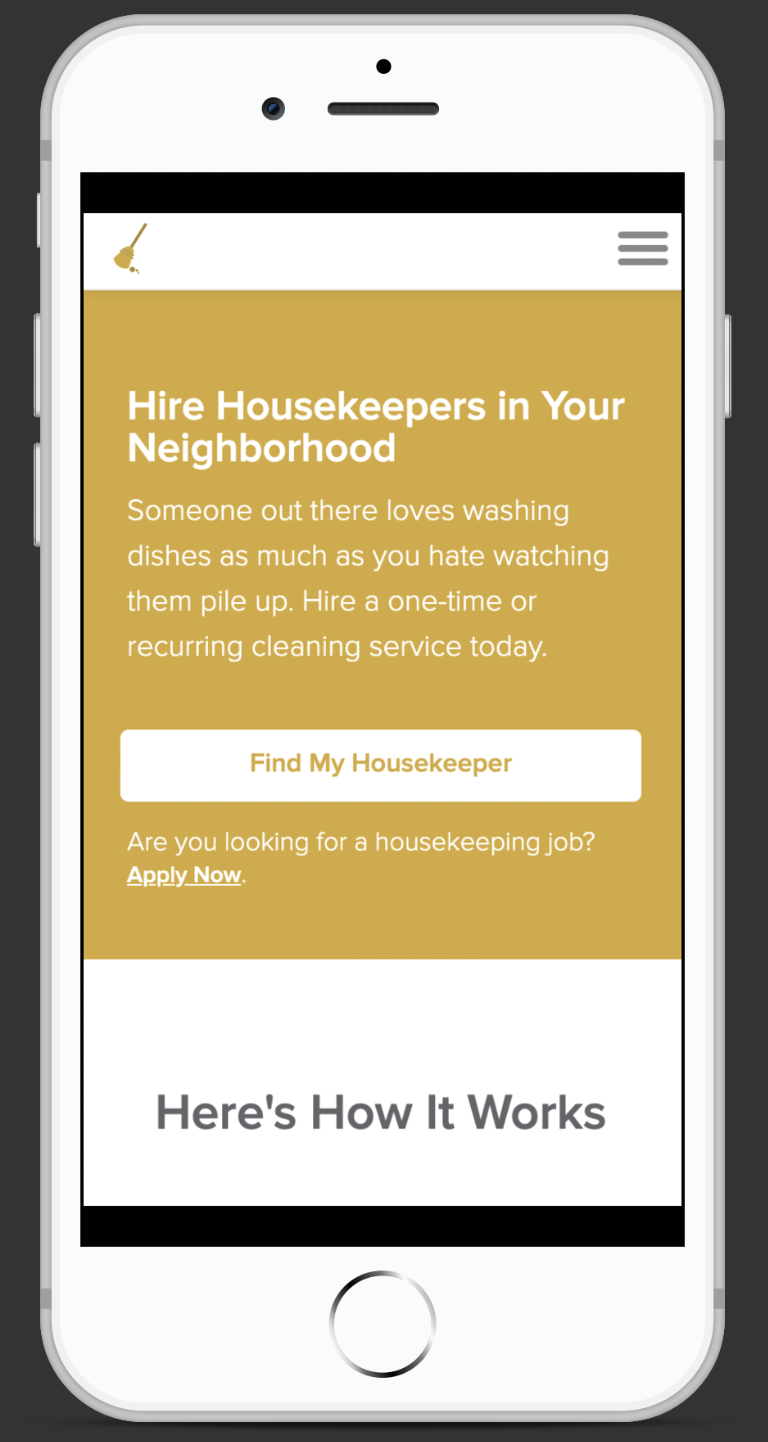 Hire Housekeepers in Your
Neighborhood
Someone out there loves washing
dishes as much as you hate watching
them pile up. Hire a one-time or
recurring cleaning service today.
Find My Housekeeper
Are you looking for a housekeeping job?
Apply Now.
Here's How It Works